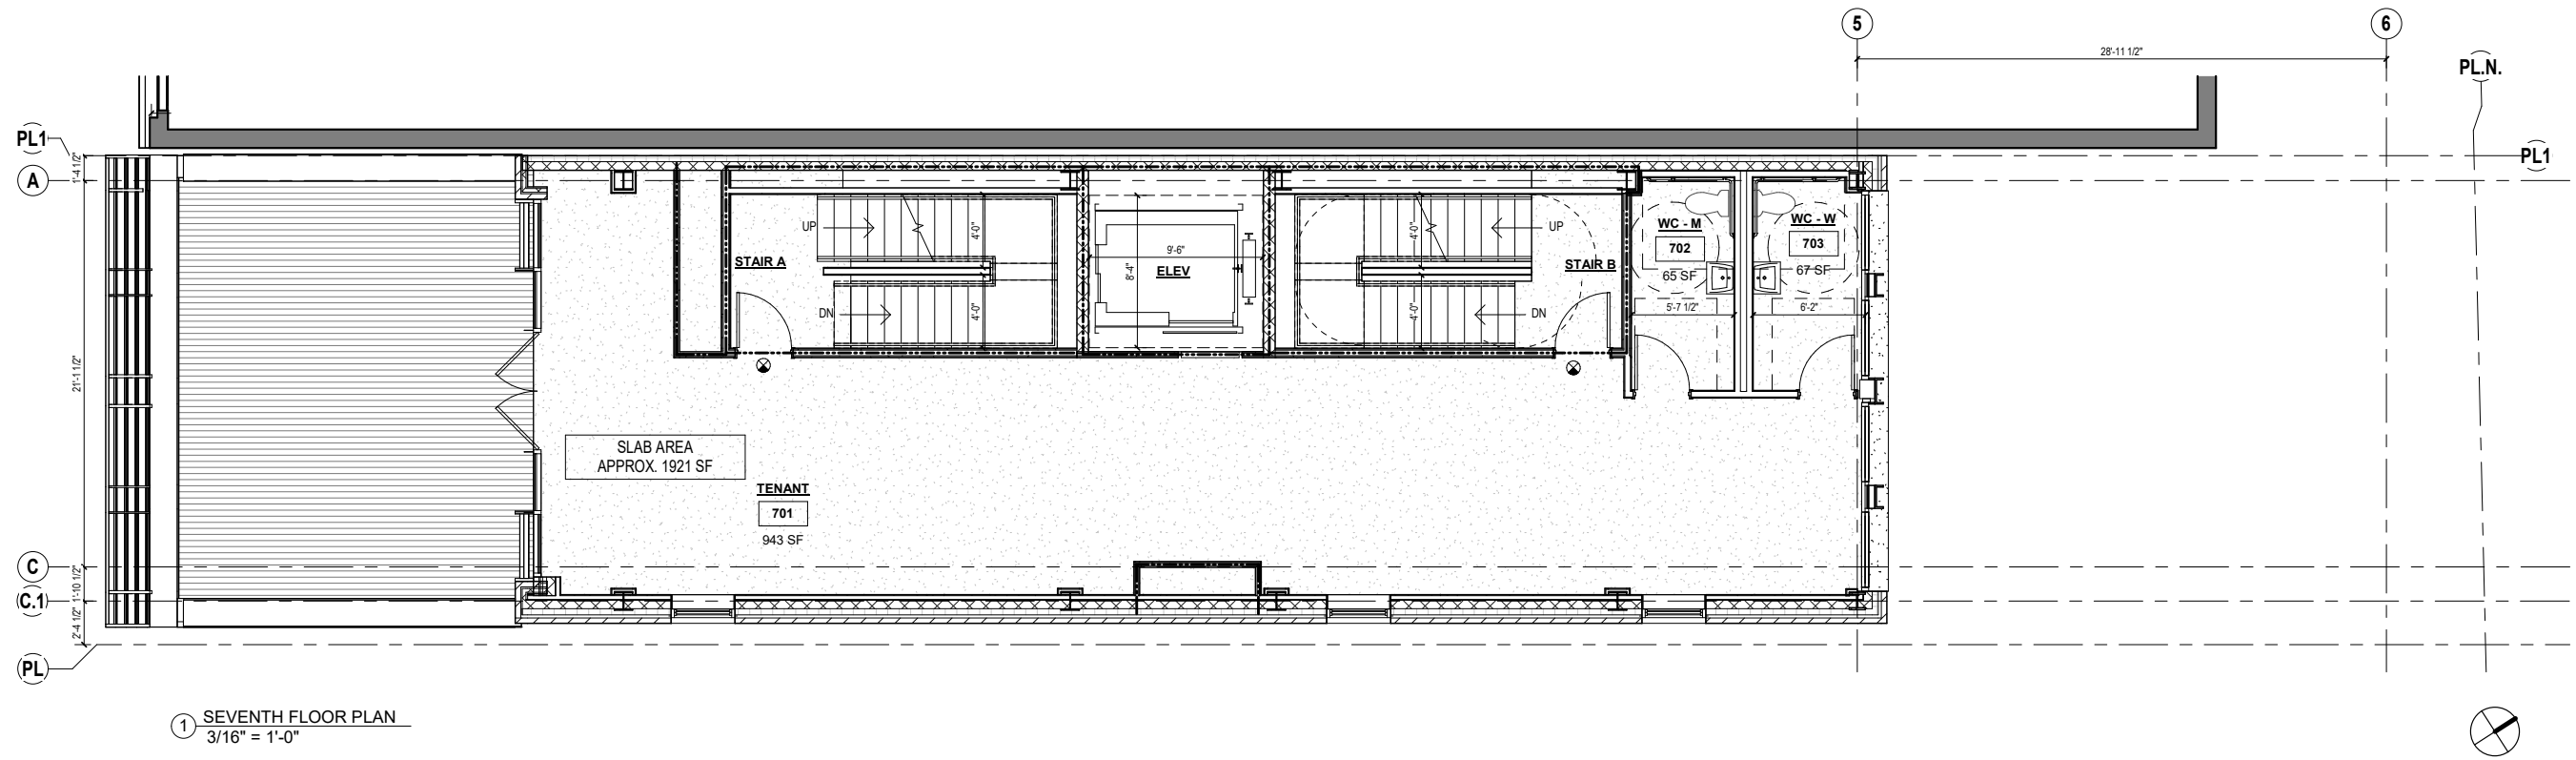 5
6
28'-11 1/2"
PL.N.
PL1
PL1
1'-4 1/2"
A
UP
4'-0"
STAIR A
DN
4'-0"
9'-6"
8'-4"
ELEV
4'-0"
UP
STAIR B
4'-0"
DN
WC - M
702
65 SF
5'-7 1/2"
WC - W
703
67 SF
6'-2"
21'-1 1/2"
SLAB AREA
APPROX. 1921 SF
TENANT
701
943 SF
C
1'-10 1/2"
C.1
2'-4 1/2"
PL
1
SEVENTH FLOOR PLAN
3/16" = 1'-0"